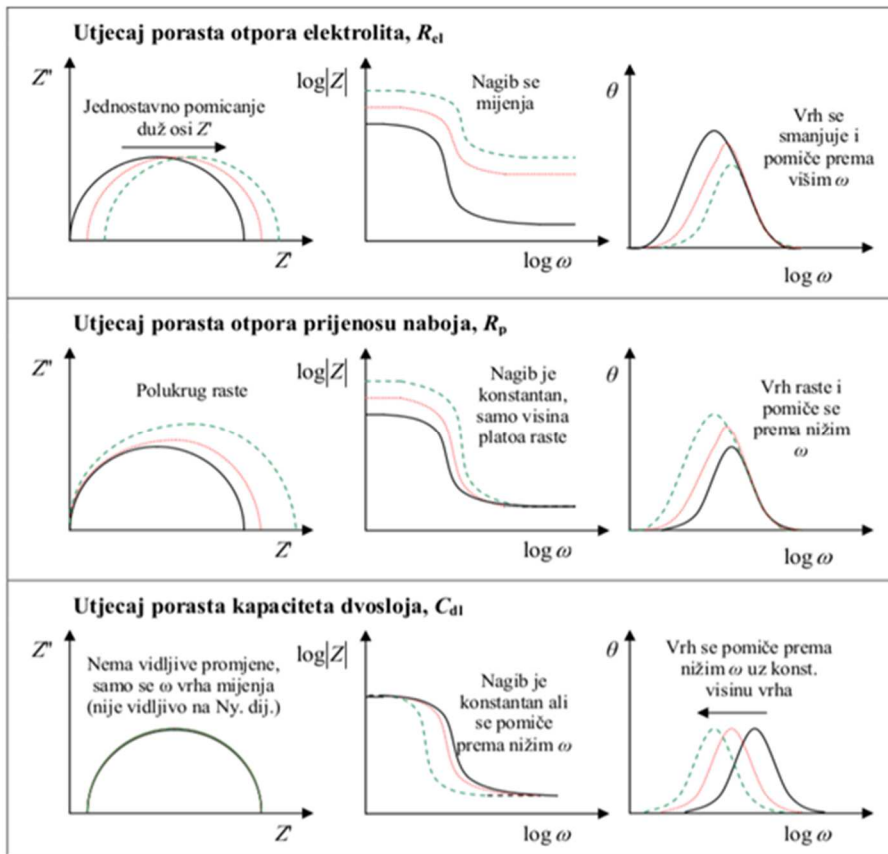 Utjecaj porasta otpora elektrolita, Rel
Z"
Jednostavno pomicanje
duž osi Z'
Z'
log|Z|
Nagib se
mijenja
log ω
θ
Vrh se
smanjuje i
pomiče prema
višim ω
log ω
Utjecaj porasta otpora prijenosu naboja, Rp
Z"
Polukrug raste
Z'
log|Z|
Nagib je
konstantan,
samo visina
platoa raste
log ω
θ
Vrh raste i
pomiče se
prema nižim
ω
log ω
Utjecaj porasta kapaciteta dvosloja, Cdl
Z"
Nema vidljive promjene,
samo se ω vrha mijenja
(nije vidljivo na Ny. dij.)
Z'
log|Z|
Nagib je
konstantan ali
se pomiče
prema nižim ω
log ω
θ
Vrh se pomiče prema
nižim ω uz konst.
visinu vrha
log ω